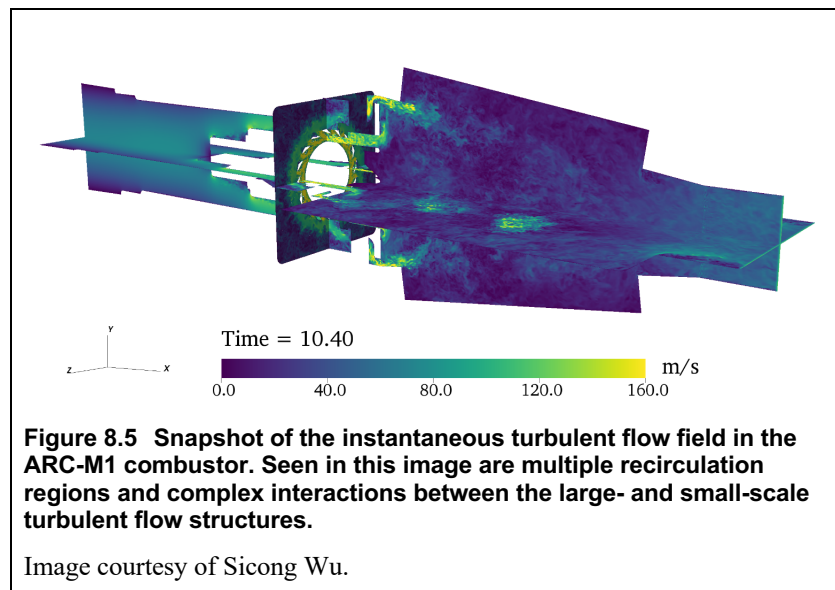 Time = 10.40
m/s
0.0 40.0 80.0 120.0 160.0
Y
Z X
Figure 8.5 Snapshot of the instantaneous turbulent flow field in the
ARC-M1 combustor. Seen in this image are multiple recirculation
regions and complex interactions between the large- and small-scale
turbulent flow structures.
Image courtesy of Sicong Wu.